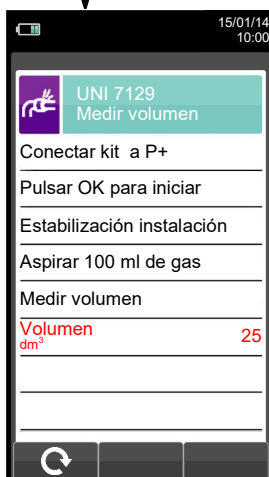 15/01/14
10:00
UNI 7129
Medir volumen
Conectar kit a P+
Pulsar OK para iniciar
Estabilización instalación
Aspirar 100 ml de gas
Medir volumen
Volumen 25
dm³